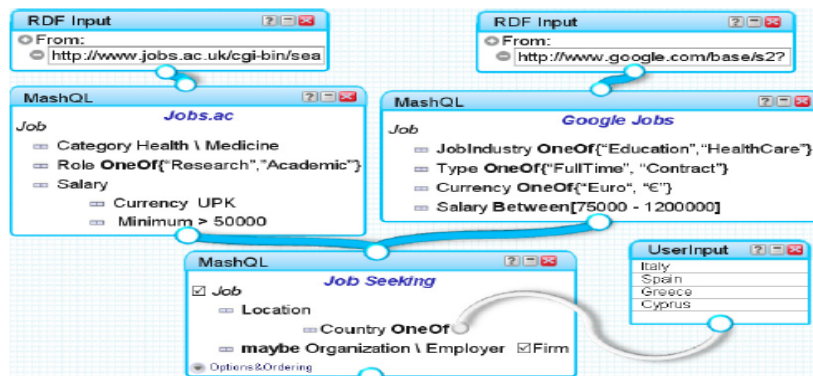 RDF Input
From:
http://www.jobs.ac.uk/cgi-bin/sea
RDF Input
From:
http://www.google.com/base/s2?
MashQL
Jobs.ac
Job
Category Health \ Medicine
Role OneOf{"Research","Academic"}
Salary
Currency UPK
Minimum > 50000
MashQL
Google Jobs
Job
JobIndustry OneOf{"Education","HealthCare"}
Type OneOf{"FullTime", "Contract"}
Currency OneOf{"Euro", "€"}
Salary Between[75000 - 1200000]
MashQL
Job Seeking
Job
Location
Country OneOf
maybe Organization \ Employer Firm
Options&Ordering
UserInput
Italy
Spain
Greece
Cyprus